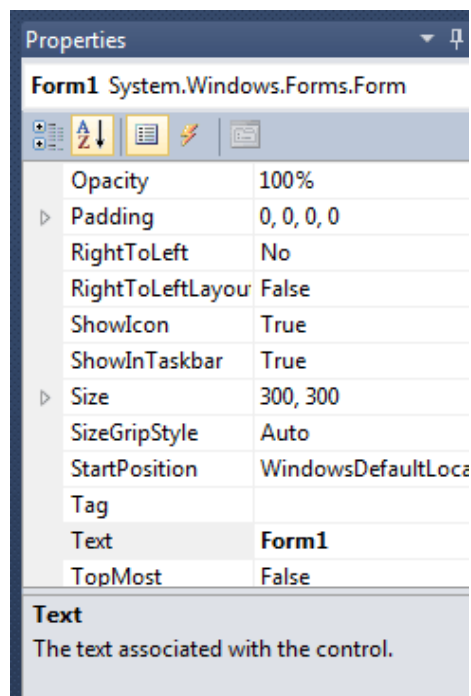 Properties
Form1 System.Windows.Forms.Form
Opacity 100%
Padding 0, 0, 0, 0
RightToLeft No
RightToLeftLayou False
ShowIcon True
ShowInTaskbar True
Size 300, 300
SizeGripStyle Auto
StartPosition WindowsDefaultLoca
Tag
Text Form1
TopMost False
Text
The text associated with the control.